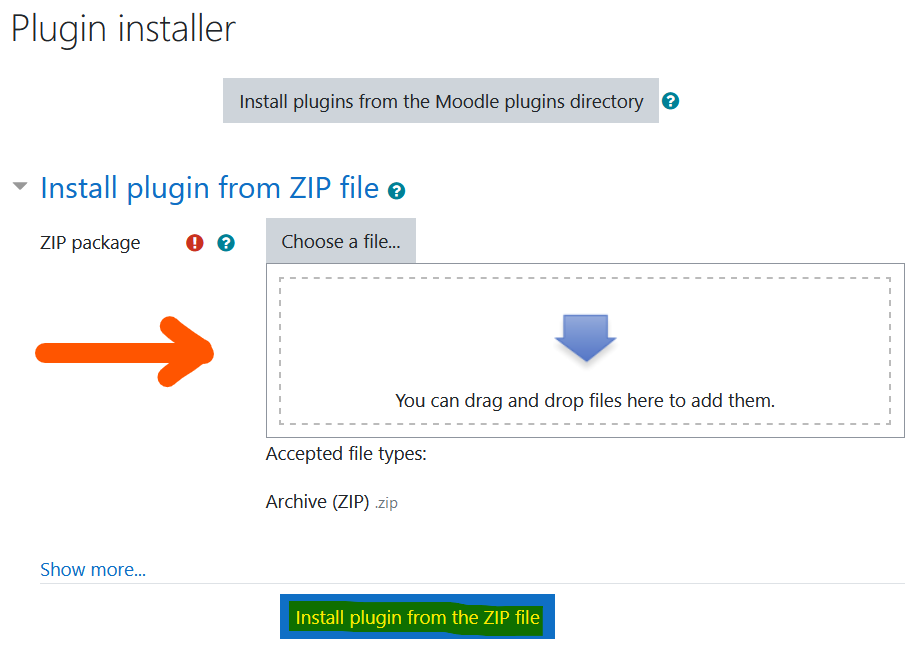 Plugin installer
Install plugins from the Moodle plugins directory ?
Install plugin from ZIP file ?
ZIP package ! ? Choose a file...
You can drag and drop files here to add them.
Accepted file types:
Archive (ZIP) .zip
Show more...
Install plugin from the ZIP file